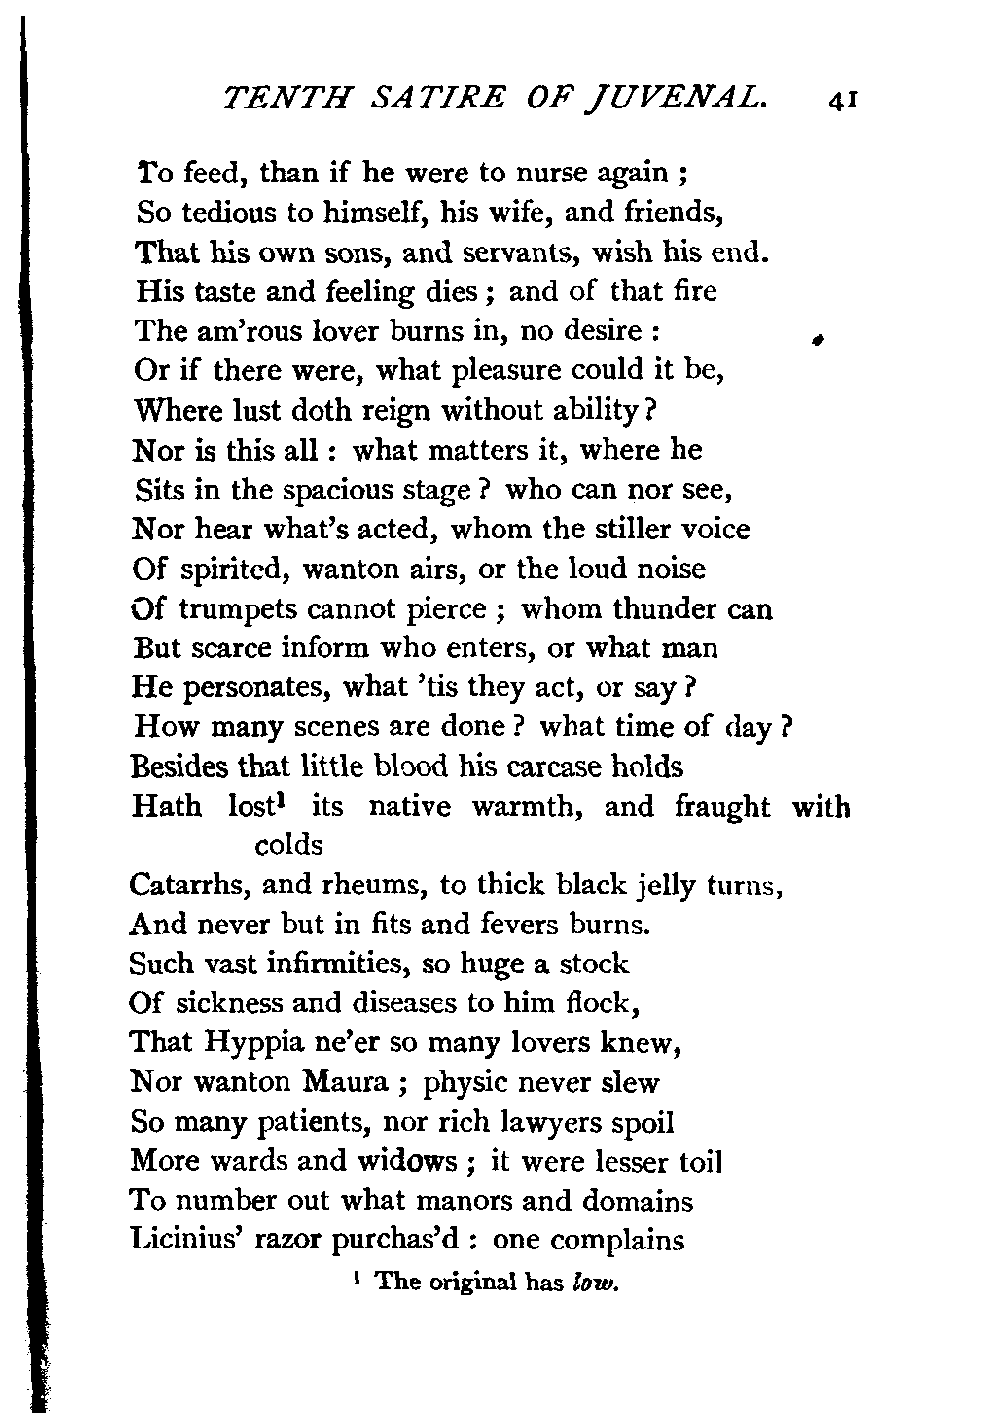 TENTH SATIRE OF JUVENAL. 41
To feed, than if he were to nurse again ;
So tedious to himself, his wife, and friends,
That his own sons, and servants, wish his end.
His taste and feeling dies ; and of that fire
The am'rous lover burns in, no desire :
Or if there were, what pleasure could it be,
Where lust doth reign without ability ?
Nor is this all : what matters it, where he
Sits in the spacious stage ? who can nor see,
Nor hear what's acted, whom the stiller voice
Of spirited, wanton airs, or the loud noise
Of trumpets cannot pierce ; whom thunder can
But scarce inform who enters, or what man
He personates, what 'tis they act, or say ?
How many scenes are done ? what time of day ?
Besides that little blood his carcase holds
Hath lost¹ its native warmth, and fraught with
colds
Catarrhs, and rheums, to thick black jelly turns,
And never but in fits and fevers burns.
Such vast infirmities, so huge a stock
Of sickness and diseases to him flock,
That Hyppia ne'er so many lovers knew,
Nor wanton Maura ; physic never slew
So many patients, nor rich lawyers spoil
More wards and widows ; it were lesser toil
To number out what manors and domains
Licinius' razor purchas'd : one complains
¹ The original has low.